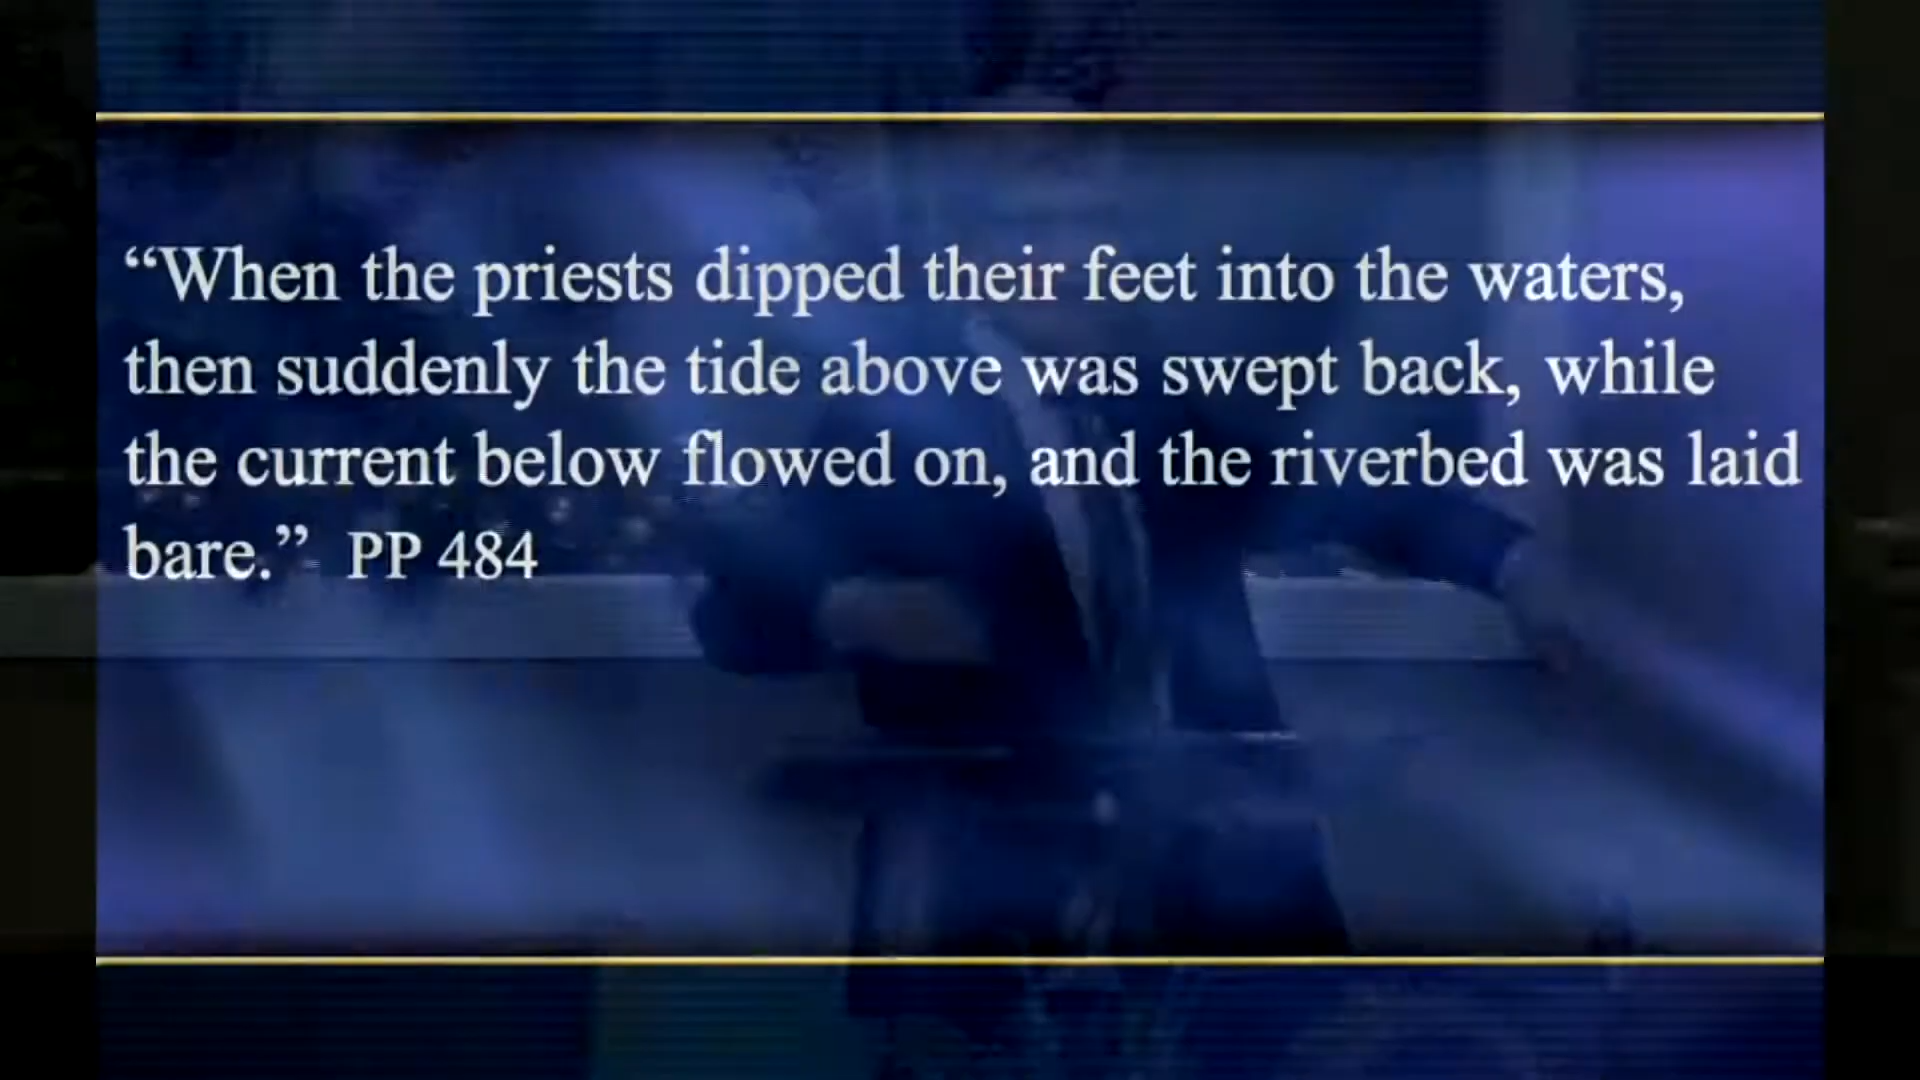 “When the priests dipped their feet into the waters,
then suddenly the tide above was swept back, while
the current below flowed on, and the riverbed was laid
bare.”  PP 484